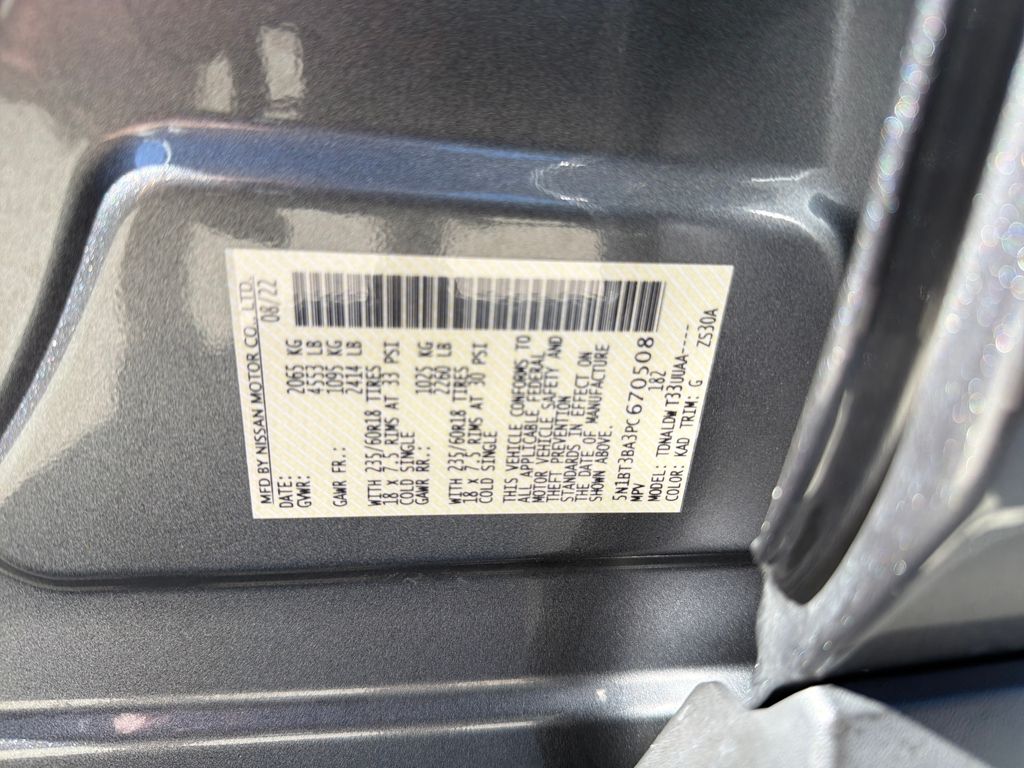 MFD BY NISSAN MOTOR CO., LTD.
DATE: 08/22
GVWR: 2065 KG
4553 LB
GAWR FR.: 1095 KG
2414 LB
WITH 235/60R18 TIRES
18 X 7.5 RIMS AT 33 PSI
COLD SINGLE
GAWR RR.: 1025 KG
2260 LB
WITH 235/60R18 TIRES
18 X 7.5 RIMS AT 30 PSI
COLD SINGLE
THIS VEHICLE CONFORMS TO
ALL APPLICABLE FEDERAL
MOTOR VEHICLE SAFETY AND
THEFT PREVENTION
STANDARDS IN EFFECT ON
THE DATE OF MANUFACTURE
SHOWN ABOVE.
5N1BT3BA3PC670508
MPV 182
MODEL: TDNALDW T33UUAA----
COLOR: KAD TRIM: G ZS30A